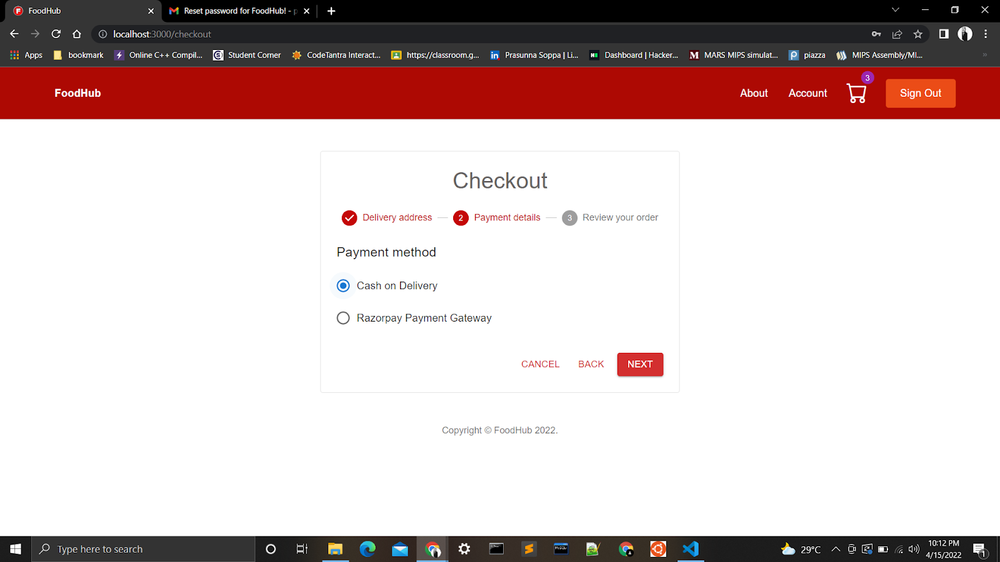 FoodHub
Reset password for FoodHub! - p
localhost:3000/checkout
Apps bookmark Online C++ Compil... Student Corner CodeTantra Interact... https://classroom.g... Prasunna Soppa | Li... Dashboard | Hacker... MARS MIPS simulat... piazza MIPS Assembly/MI...
FoodHub
About Account 3 Sign Out
Checkout
Delivery address 2 Payment details 3 Review your order
Payment method
Cash on Delivery
Razorpay Payment Gateway
CANCEL BACK NEXT
Copyright © FoodHub 2022.
Type here to search
29°C
10:12 PM
4/15/2022
1